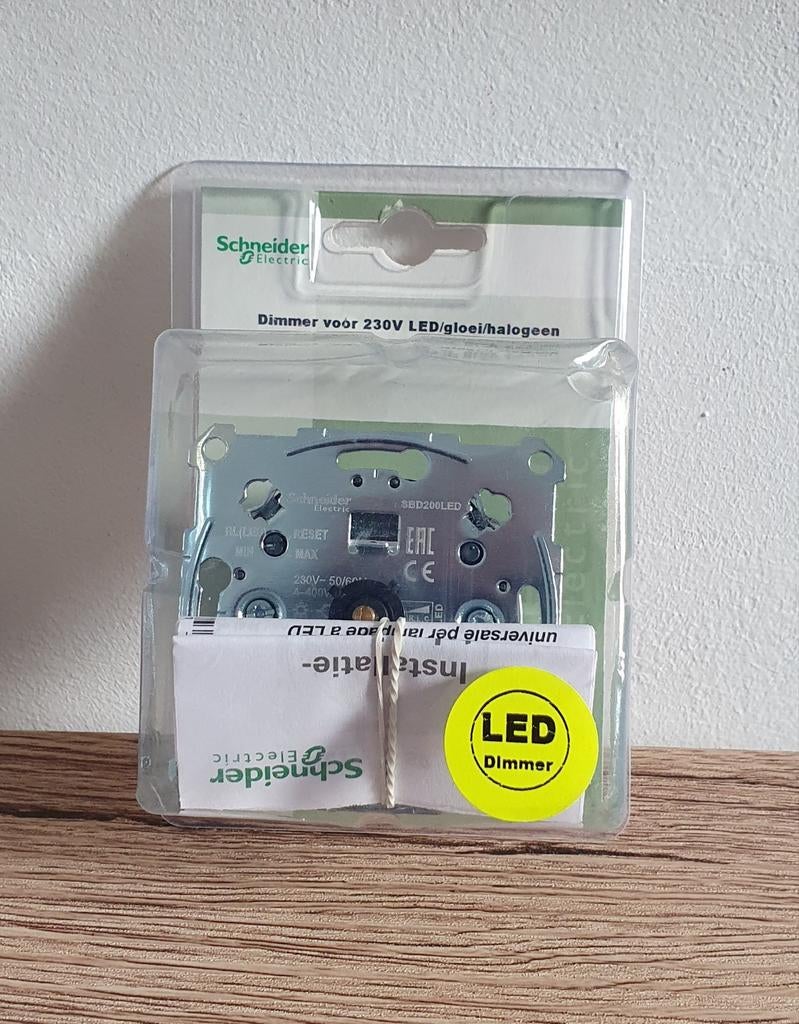 Schneider
Electric
Dimmer voor 230V LED/gloei/halogeen
Schneider
Electric
SBD200LED
RESET
MIN
MAX
EAC
CE
230V~ 50/60
LED
universale per lampade a LED
Installatie-
Schneider
Electric
LED
Dimmer
electric